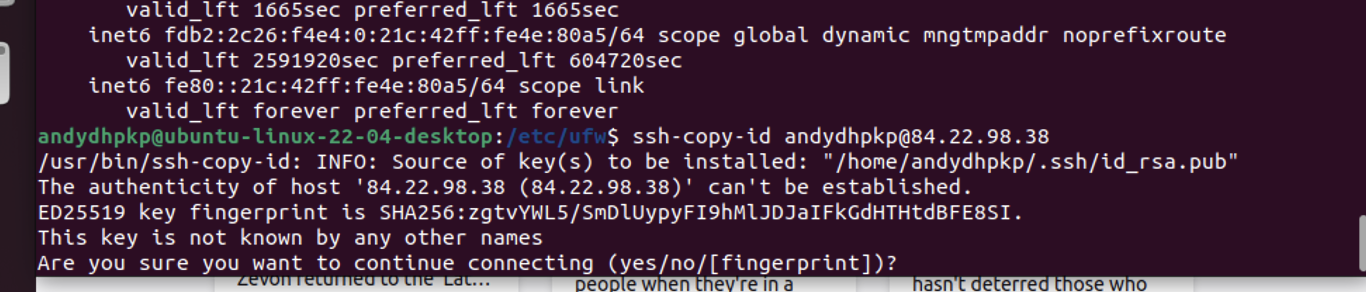 valid_lft 1665sec preferred_lft 1665sec
inet6 fdb2:2c26:f4e4:0:21c:42ff:fe4e:80a5/64 scope global dynamic mngtmpaddr noprefixroute
valid_lft 2591920sec preferred_lft 604720sec
inet6 fe80::21c:42ff:fe4e:80a5/64 scope link
valid_lft forever preferred_lft forever
andydhpkp@ubuntu-linux-22-04-desktop:/etc/ufw$ ssh-copy-id andydhpkp@84.22.98.38
/usr/bin/ssh-copy-id: INFO: Source of key(s) to be installed: "/home/andydhpkp/.ssh/id_rsa.pub"
The authenticity of host '84.22.98.38 (84.22.98.38)' can't be established.
ED25519 key fingerprint is SHA256:zgtvYWL5/SmDlUypyFI9hMlJDJaIFkGdHTHtdBFE8SI.
This key is not known by any other names
Are you sure you want to continue connecting (yes/no/[fingerprint])?
Zevon returned to the 'Lat... people when they're in a hasn't deterred those who